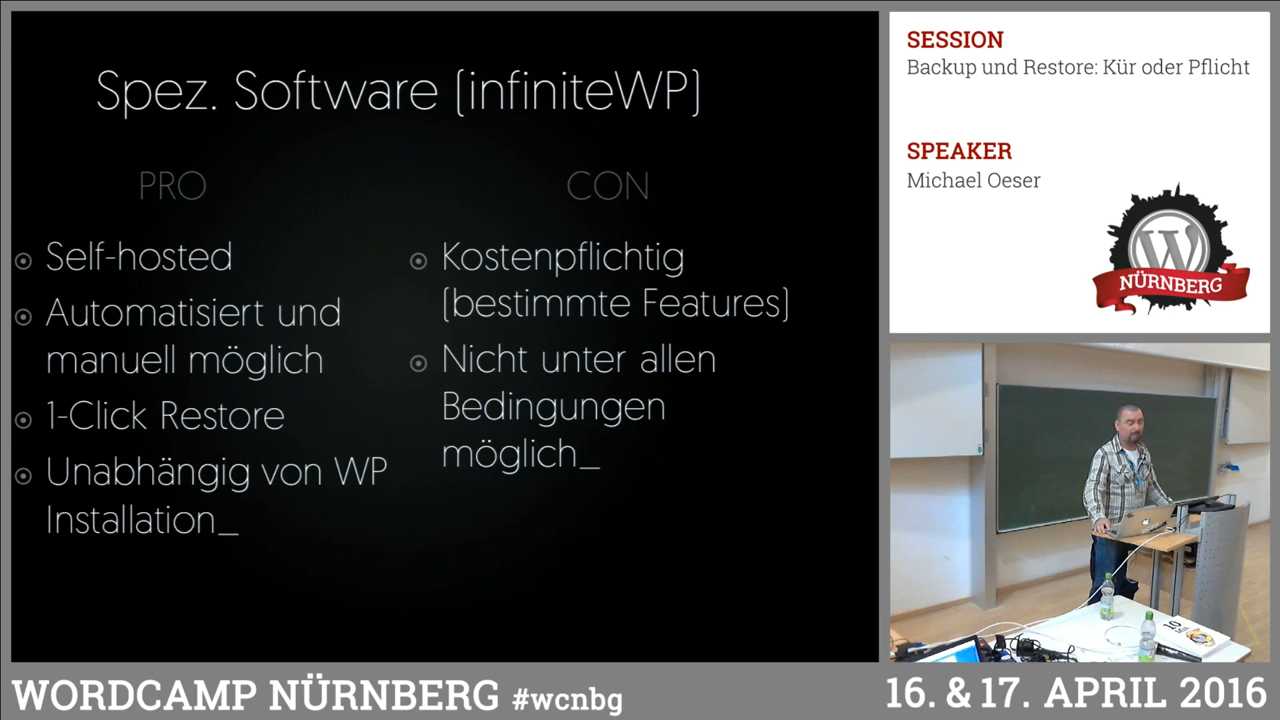 Spez. Software (infiniteWP)
PRO
Self-hosted
Automatisiert und
manuell möglich
1-Click Restore
Unabhängig von WP
Installation_
CON
Kostenpflichtig
(bestimmte Features)
Nicht unter allen
Bedingungen
möglich_
SESSION
Backup und Restore: Kür oder Pflicht
SPEAKER
Michael Oeser
W
NÜRNBERG
10
WORDCAMP NÜRNBERG #wcnbg
16. & 17. APRIL 2016